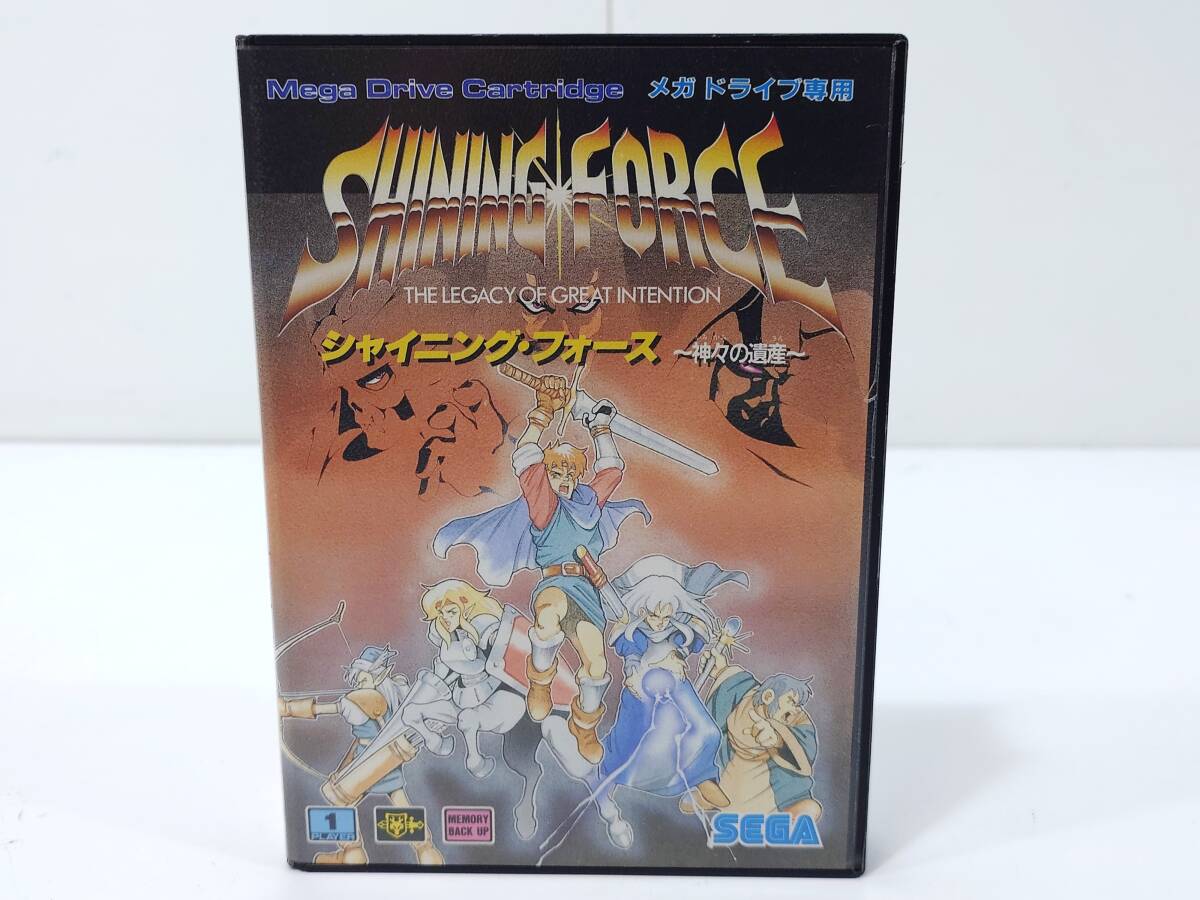 Mega Drive Cartridge メガドライブ専用
SHINING FORCE
THE LEGACY OF GREAT INTENTION
シャイニング・フォース ～神々の遺産～
1
PLAYER
MEMORY
BACK UP
SEGA